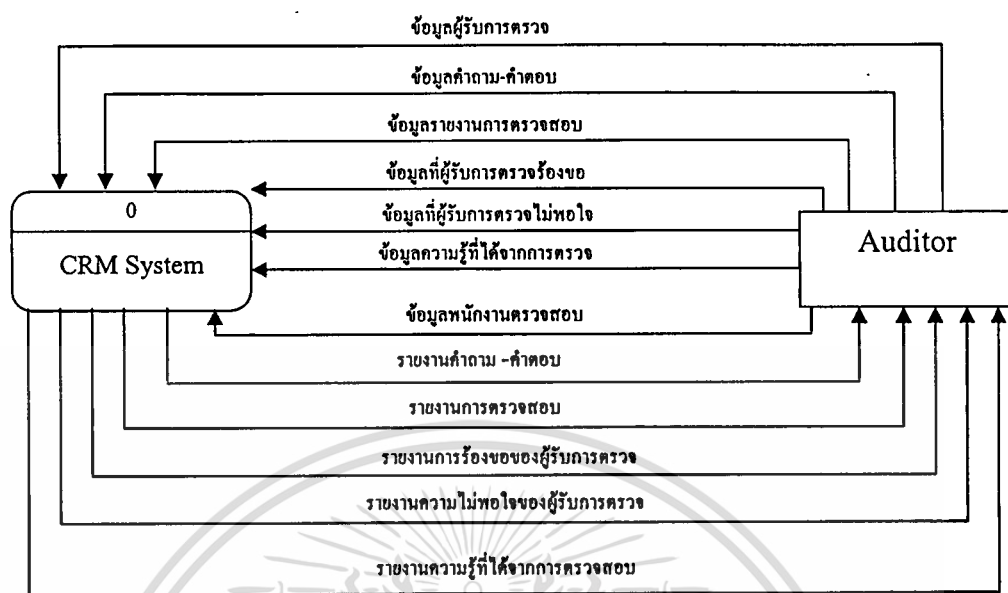 ข้อมูลผู้รับการตรวจ
ข้อมูลคำถาม-คำตอบ
ข้อมูลรายงานการตรวจสอบ
ข้อมูลที่ผู้รับการตรวจร้องขอ
0
ข้อมูลที่ผู้รับการตรวจไม่พอใจ
Auditor
CRM System
ข้อมูลความรู้ที่ได้จากการตรวจ
ข้อมูลพนักงานตรวจสอบ
รายงานคำถาม -คำตอบ
รายงานการตรวจสอบ
รายงานการร้องขอของผู้รับการตรวจ
รายงานความไม่พอใจของผู้รับการตรวจ
รายงานความรู้ที่ได้จากการตรวจสอบ